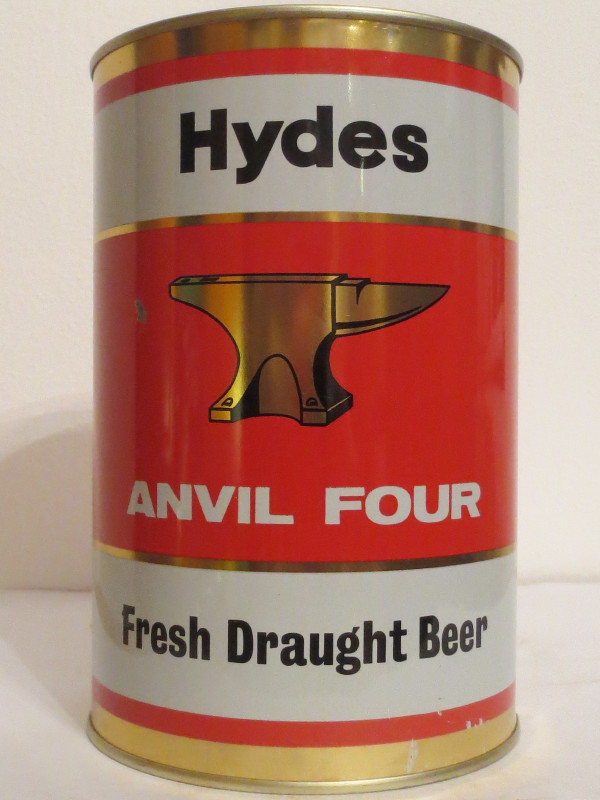 Hydes
ANVIL FOUR
Fresh Draught Beer